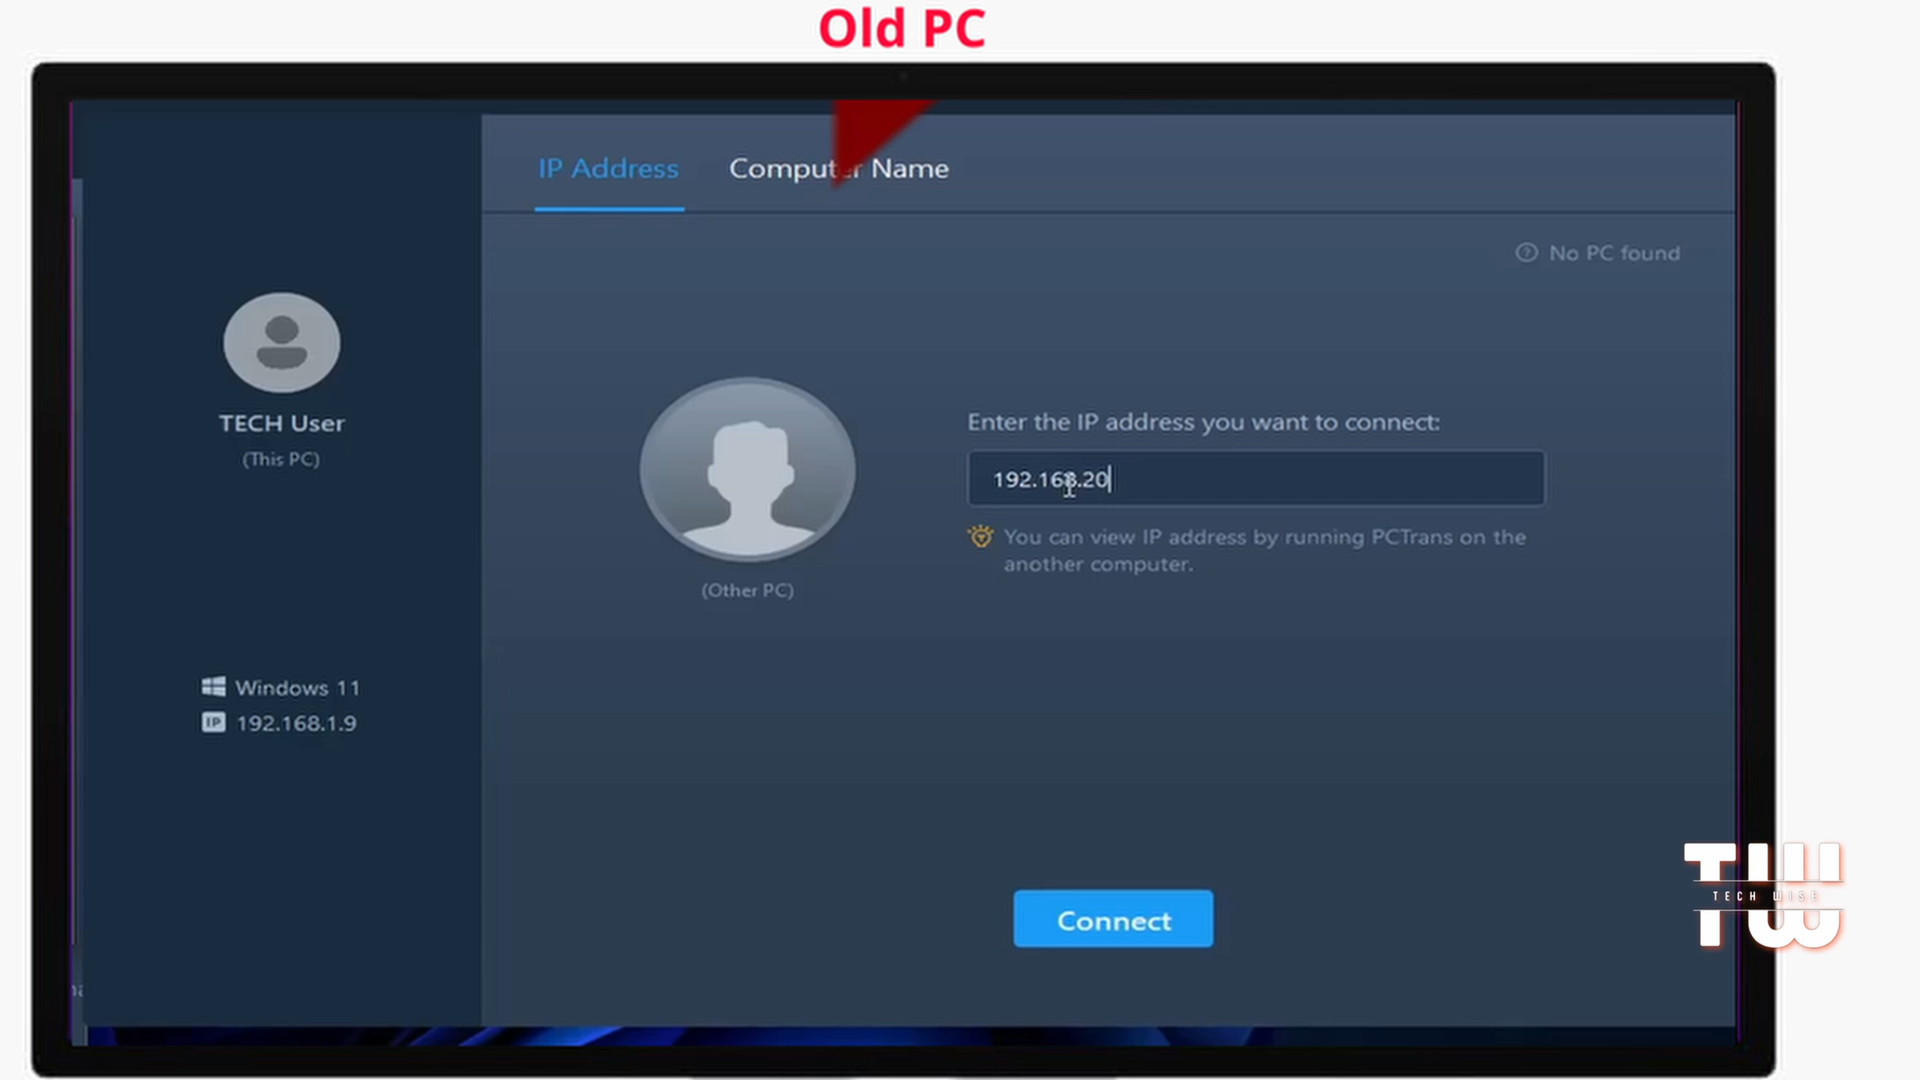 Old PC
IP Address
Computer Name
No PC found
TECH User
(This PC)
Enter the IP address you want to connect:
192.168.20
You can view IP address by running PCTrans on the
another computer.
(Other PC)
Windows 11
IP 192.168.1.9
Connect
TW
TECH WISE